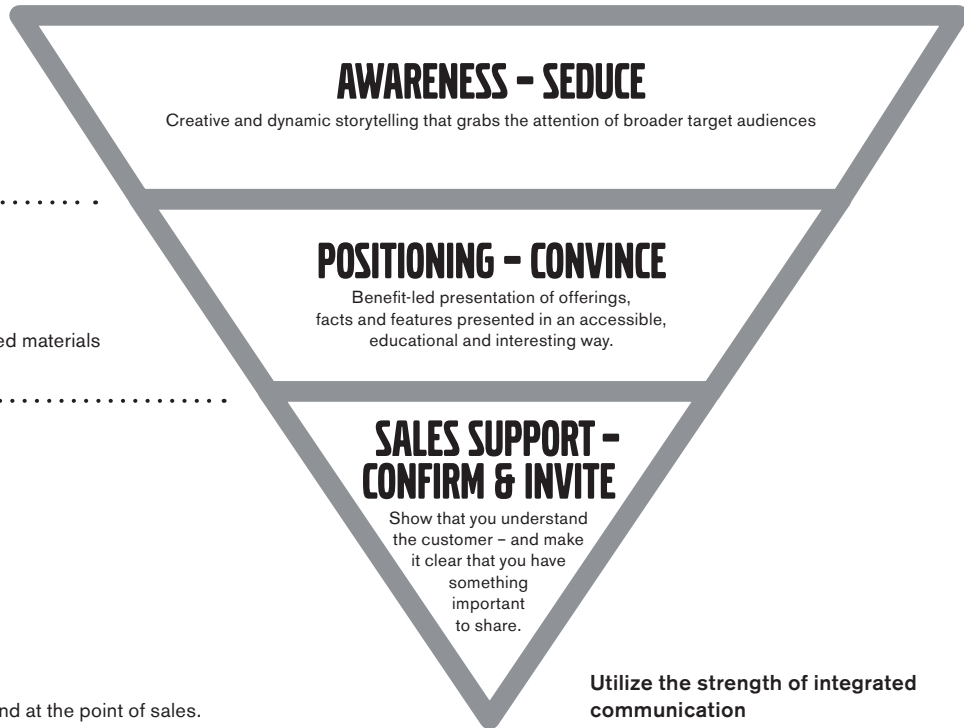 AWARENESS – SEDUCE
Creative and dynamic storytelling that grabs the attention of broader target audiences
POSITIONING – CONVINCE
Benefit-led presentation of offerings,
facts and features presented in an accessible,
educational and interesting way.
materials
SALES SUPPORT –
CONFIRM & INVITE
Show that you understand
the customer – and make
it clear that you have
something
important
to share.
at the point of sales.
Utilize the strength of integrated
communication